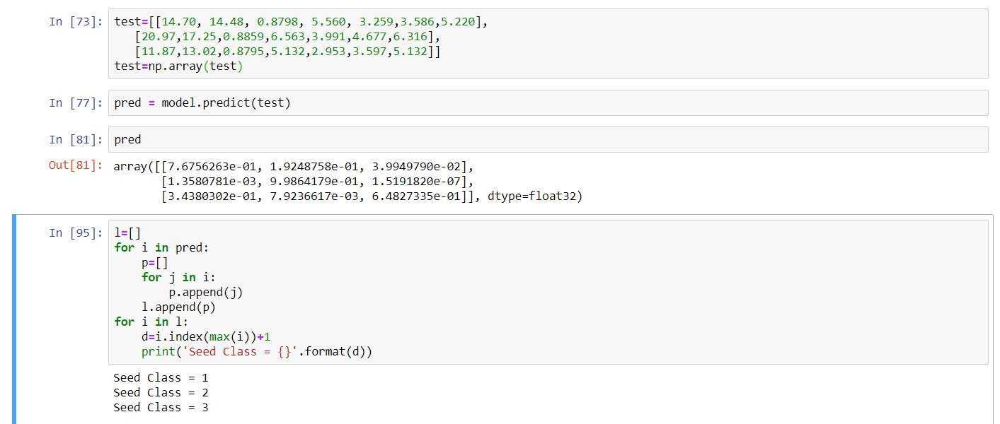 In [73]: test=[[14.70, 14.48, 0.8798, 5.560, 3.259,3.586,5.220],
   [20.97,17.25,0.8859,6.563,3.991,4.677,6.316],
   [11.87,13.02,0.8795,5.132,2.953,3.597,5.132]]
test=np.array(test)
In [77]: pred = model.predict(test)
In [81]: pred
Out[81]: array([[7.6756263e-01, 1.9248758e-01, 3.9949790e-02],
       [1.3580781e-03, 9.9864179e-01, 1.5191820e-07],
       [3.4380302e-01, 7.9236617e-03, 6.4827335e-01]], dtype=float32)
In [95]: l=[]
for i in pred:
    p=[]
    for j in i:
        p.append(j)
    l.append(p)
for i in l:
    d=i.index(max(i))+1
    print('Seed Class = {}'.format(d))
Seed Class = 1
Seed Class = 2
Seed Class = 3